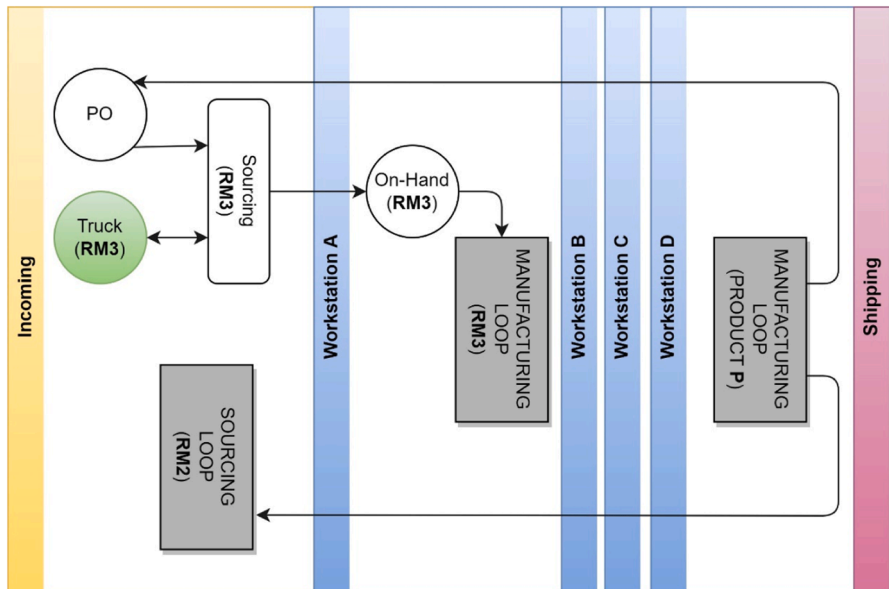 Incoming
PO
Truck
(RM3)
Sourcing
(RM3)
SOURCING
LOOP
(RM2)
Workstation A
On-Hand
(RM3)
MANUFACTURING
LOOP
(RM3)
Workstation B
Workstation C
Workstation D
MANUFACTURING
LOOP
(PRODUCT P)
Shipping